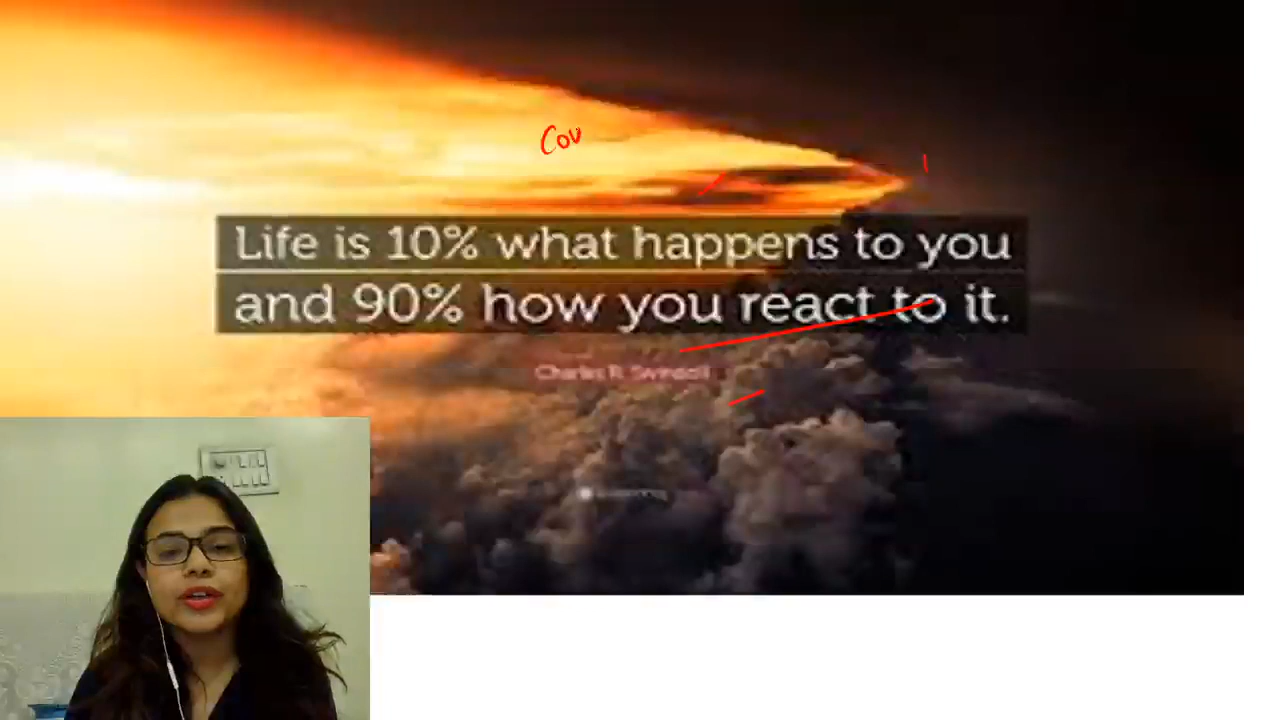 Cov
Life is 10% what happens to you
and 90% how you react to it.
Charles R. Swindoll